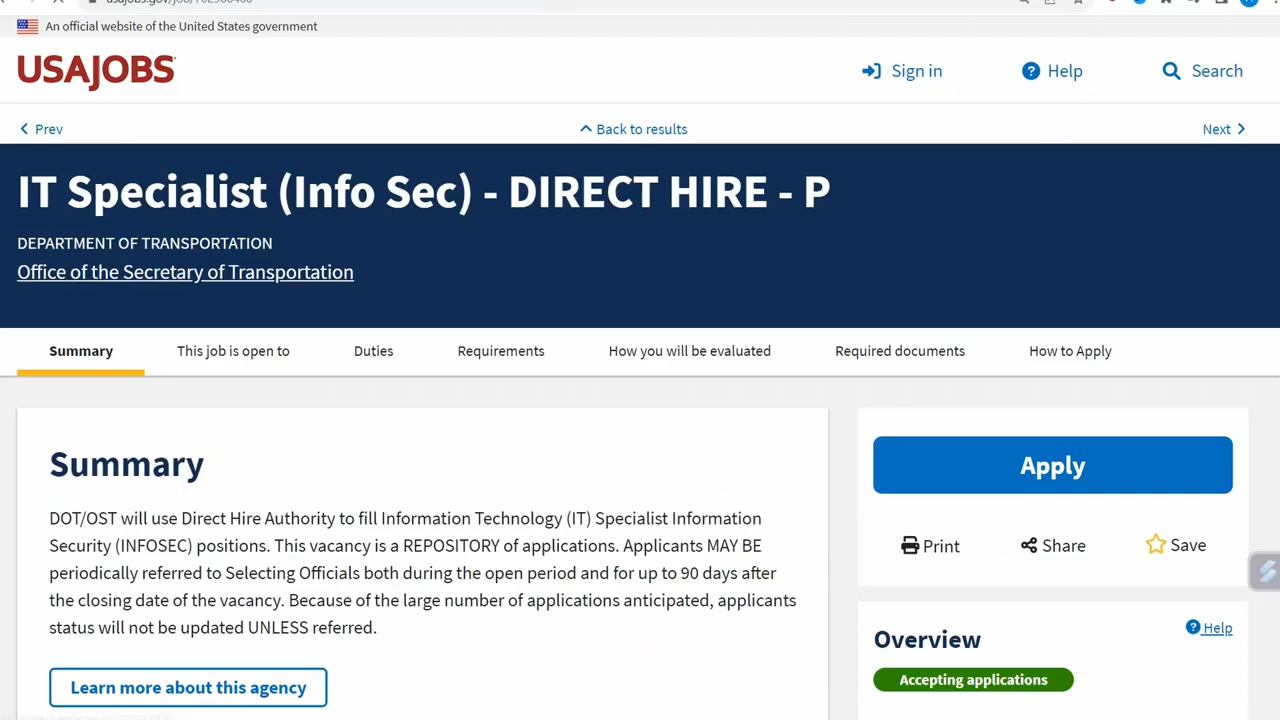 An official website of the United States government
USAJOBS
Sign in
Help
Search
Prev
Back to results
Next
IT Specialist (Info Sec) - DIRECT HIRE - P
DEPARTMENT OF TRANSPORTATION
Office of the Secretary of Transportation
Summary
This job is open to
Duties
Requirements
How you will be evaluated
Required documents
How to Apply
Summary
DOT/OST will use Direct Hire Authority to fill Information Technology (IT) Specialist Information
Security (INFOSEC) positions. This vacancy is a REPOSITORY of applications. Applicants MAY BE
periodically referred to Selecting Officials both during the open period and for up to 90 days after
the closing date of the vacancy. Because of the large number of applications anticipated, applicants
status will not be updated UNLESS referred.
Learn more about this agency
Apply
Print
Share
Save
Overview
Help
Accepting applications